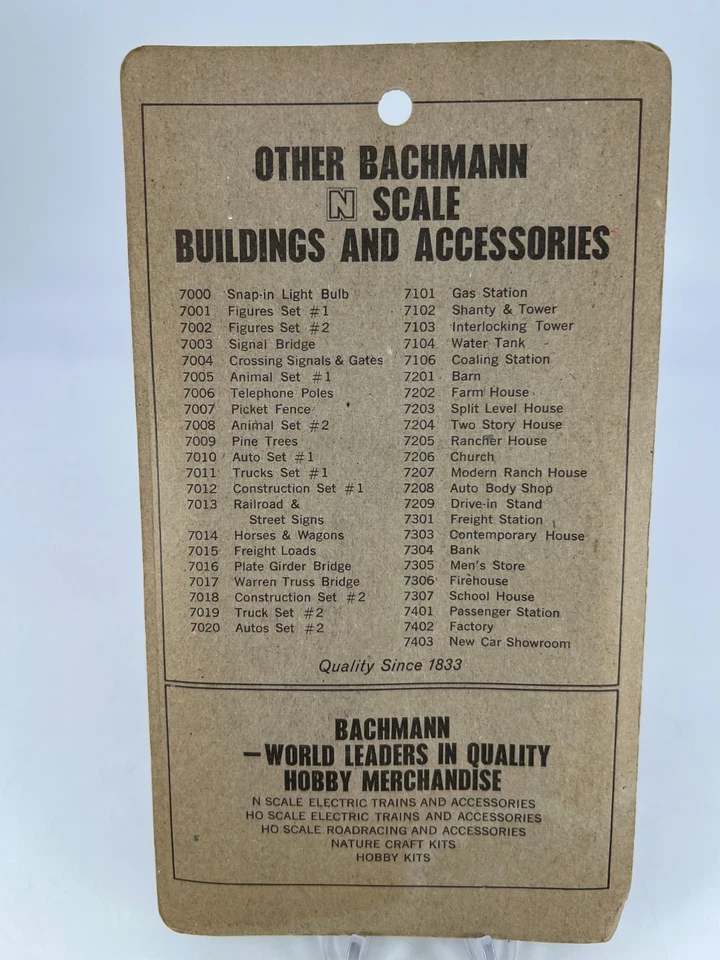 OTHER BACHMANN
N SCALE
BUILDINGS AND ACCESSORIES
7000 Snap-in Light Bulb
7001 Figures Set #1
7002 Figures Set #2
7003 Signal Bridge
7004 Crossing Signals & Gates
7005 Animal Set #1
7006 Telephone Poles
7007 Picket Fence
7008 Animal Set #2
7009 Pine Trees
7010 Auto Set #1
7011 Trucks Set #1
7012 Construction Set #1
7013 Railroad &
Street Signs
7014 Horses & Wagons
7015 Freight Loads
7016 Plate Girder Bridge
7017 Warren Truss Bridge
7018 Construction Set #2
7019 Truck Set #2
7020 Autos Set #2
7101 Gas Station
7102 Shanty & Tower
7103 Interlocking Tower
7104 Water Tank
7106 Coaling Station
7201 Barn
7202 Farm House
7203 Split Level House
7204 Two Story House
7205 Rancher House
7206 Church
7207 Modern Ranch House
7208 Auto Body Shop
7209 Drive-in Stand
7301 Freight Station
7303 Contemporary House
7304 Bank
7305 Men's Store
7306 Firehouse
7307 School House
7401 Passenger Station
7402 Factory
7403 New Car Showroom
Quality Since 1833
BACHMANN
—WORLD LEADERS IN QUALITY
HOBBY MERCHANDISE
N SCALE ELECTRIC TRAINS AND ACCESSORIES
HO SCALE ELECTRIC TRAINS AND ACCESSORIES
HO SCALE ROADRACING AND ACCESSORIES
NATURE CRAFT KITS
HOBBY KITS